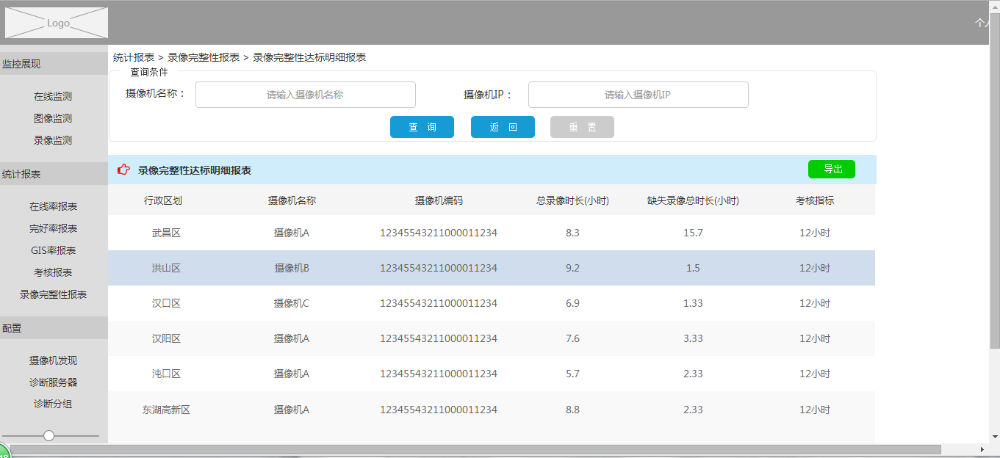 Logo
个人
监控展现
在线监测
图像监测
录像监测
统计报表
在线率报表
完好率报表
GIS率报表
考核报表
录像完整性报表
配置
摄像机发现
诊断服务器
诊断分组
统计报表 > 录像完整性报表 > 录像完整性达标明细报表
查询条件
摄像机名称： 请输入摄像机名称 摄像机IP： 请输入摄像机IP
查 询 返 回 重 置
录像完整性达标明细报表 导出
行政区划 摄像机名称 摄像机编码 总录像时长(小时) 缺失录像总时长(小时) 考核指标
武昌区 摄像机A 12345543211000011234 8.3 15.7 12小时
洪山区 摄像机B 12345543211000011234 9.2 1.5 12小时
汉口区 摄像机C 12345543211000011234 6.9 1.33 12小时
汉阳区 摄像机A 12345543211000011234 7.6 3.33 12小时
沌口区 摄像机A 12345543211000011234 5.7 2.33 12小时
东湖高新区 摄像机A 12345543211000011234 8.8 2.33 12小时